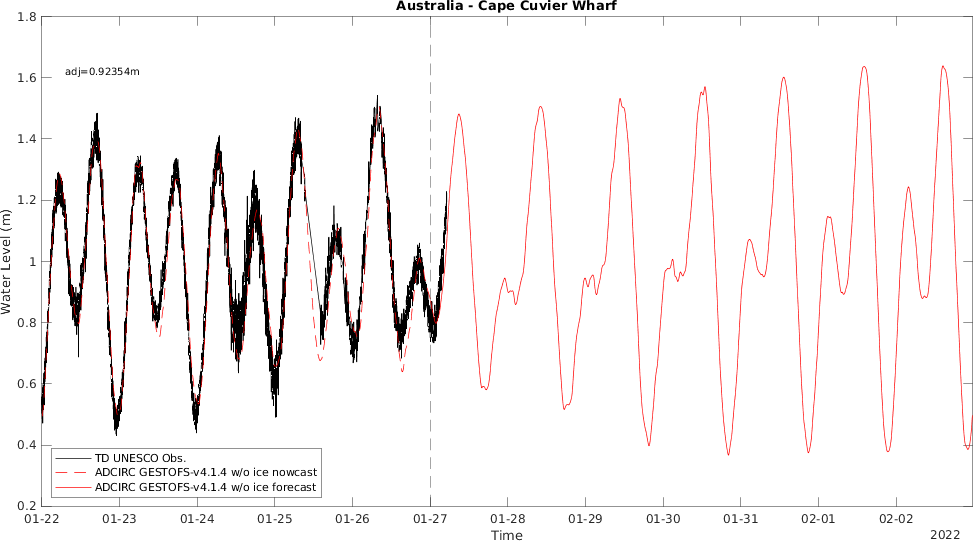 Australia - Cape Cuvier Wharf
1.8
1.6
1.4
1.2
1
0.8
0.6
0.4
0.2
Water Level (m)
adj=0.92354m
TD UNESCO Obs.
ADCIRC GESTOFS-v4.1.4 w/o ice nowcast
ADCIRC GESTOFS-v4.1.4 w/o ice forecast
01-22 01-23 01-24 01-25 01-26 01-27 01-28 01-29 01-30 01-31 02-01 02-02
Time
2022